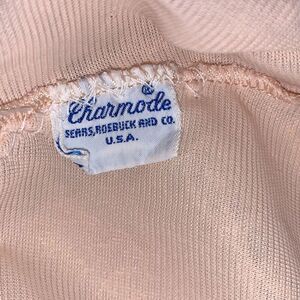 Charmode
SEARS, ROEBUCK AND CO.
U.S.A.